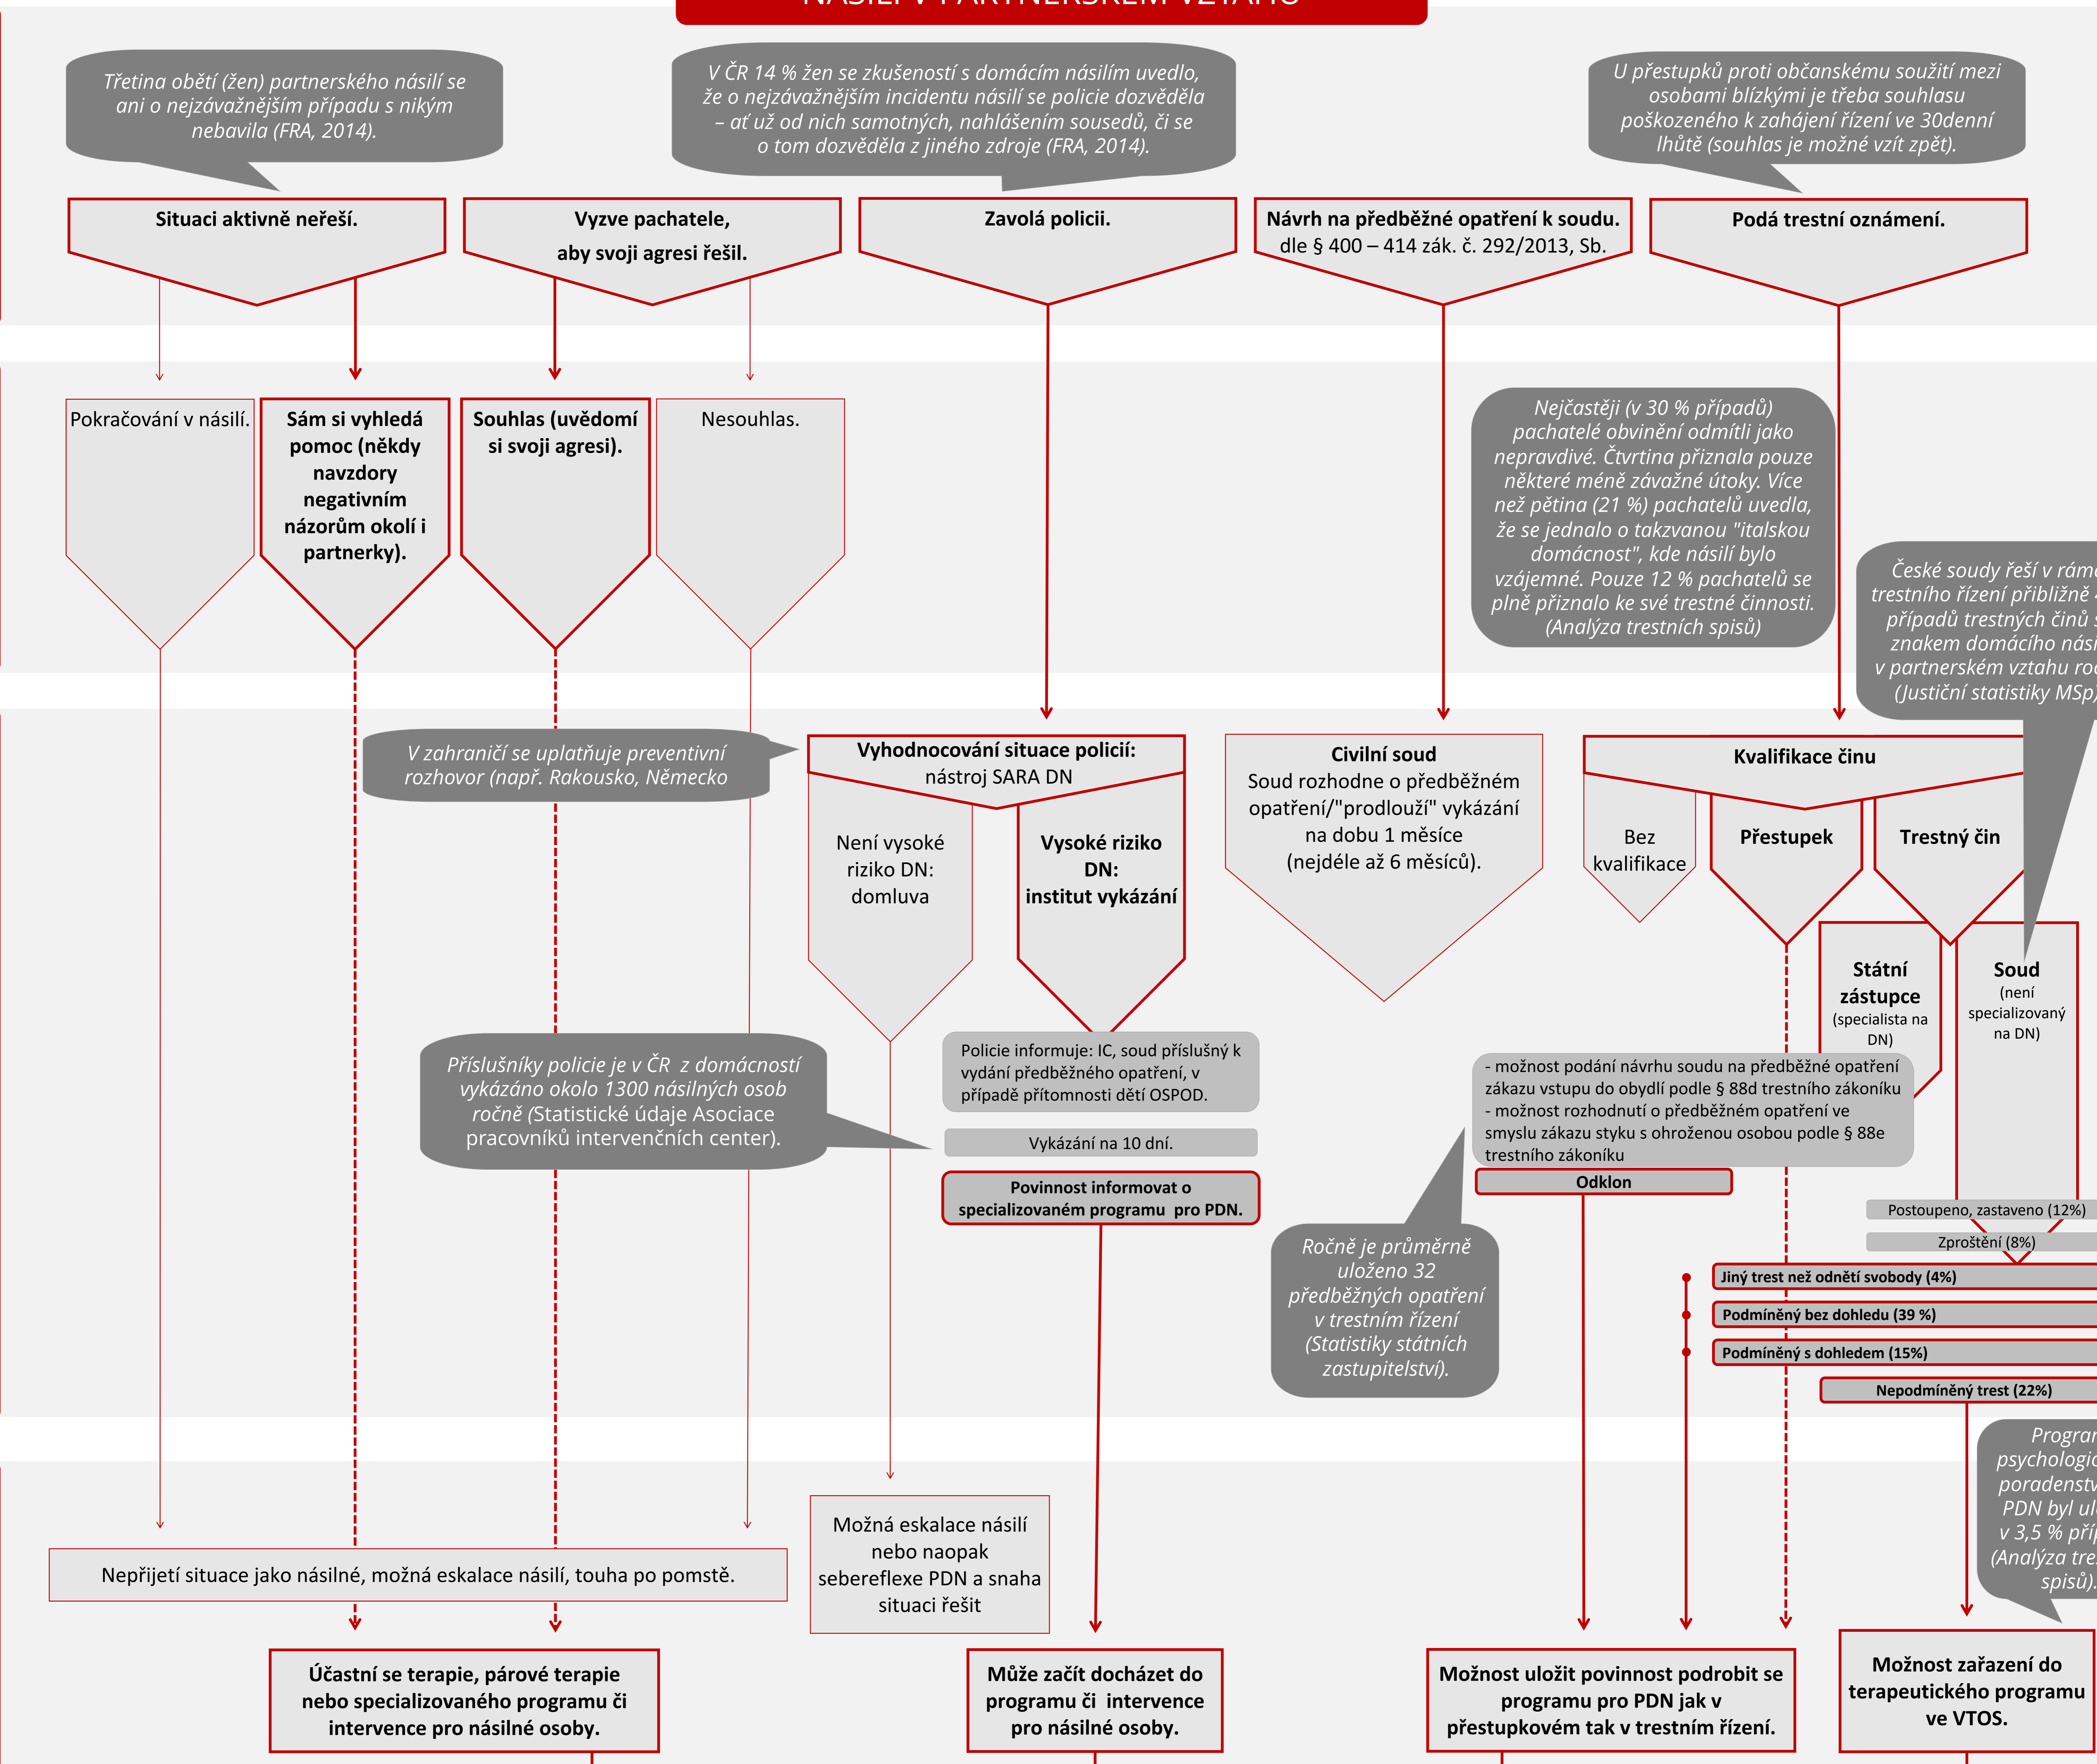 NÁSILÍ V PARTNERSKÉM VZTAHU
Třetina obětí (žen) partnerského násilí se
ani o nejzávažnějším případu s nikým
nebavila (FRA, 2014).
V ČR 14 % žen se zkušeností s domácím násilím uvedlo,
že o nejzávažnějším incidentu násilí se policie dozvěděla
– ať už od nich samotných, nahlášením sousedů, či se
o tom dozvěděla z jiného zdroje (FRA, 2014).
U přestupků proti občanskému soužití mezi
osobami blízkými je třeba souhlasu
poškozeného k zahájení řízení ve 30denní
lhůtě (souhlas je možné vzít zpět).
Situaci aktivně neřeší.
Vyzve pachatele,
aby svoji agresi řešil.
Zavolá policii.
Návrh na předběžné opatření k soudu.
dle § 400 – 414 zák. č. 292/2013, Sb.
Podá trestní oznámení.
Pokračování v násilí.
Sám si vyhledá
pomoc (někdy
navzdory
negativním
názorům okolí i
partnerky).
Souhlas (uvědomí
si svoji agresi).
Nesouhlas.
Nejčastěji (v 30 % případů)
pachatelé obvinění odmítli jako
nepravdivé. Čtvrtina přiznala pouze
některé méně závažné útoky. Více
než pětina (21 %) pachatelů uvedla,
že se jednalo o takzvanou "italskou
domácnost", kde násilí bylo
vzájemné. Pouze 12 % pachatelů se
plně přiznalo ke své trestné činnosti.
(Analýza trestních spisů)
České soudy řeší v
trestního řízení přibližně
případů trestných činů
znakem domácího
v partnerském vztahu
(Justiční statistiky MSp)
V zahraničí se uplatňuje preventivní
rozhovor (např. Rakousko, Německo
Vyhodnocování situace policií:
nástroj SARA DN
Není vysoké
riziko DN:
domluva
Vysoké riziko
DN:
institut vykázání
Civilní soud
Soud rozhodne o předběžném
opatření/"prodlouží" vykázání
na dobu 1 měsíce
(nejdéle až 6 měsíců).
Kvalifikace činu
Bez
kvalifikace
Přestupek
Trestný čin
Státní
zástupce
(specialista na
DN)
Soud
(není
specializovaný
na DN)
Příslušníky policie je v ČR z domácností
vykázáno okolo 1300 násilných osob
ročně (Statistické údaje Asociace
pracovníků intervenčních center).
Policie informuje: IC, soud příslušný k
vydání předběžného opatření, v
případě přítomnosti dětí OSPOD.
Vykázání na 10 dní.
Povinnost informovat o
specializovaném programu pro PDN.
- možnost podání návrhu soudu na předběžné opatření
zákazu vstupu do obydlí podle § 88d trestního zákoníku
- možnost rozhodnutí o předběžném opatření ve
smyslu zákazu styku s ohroženou osobou podle § 88e
trestního zákoníku
Odklon
Ročně je průměrně
uloženo 32
předběžných opatření
v trestním řízení
(Statistiky státních
zastupitelství).
Postoupeno, zastaveno (12%)
Zproštění (8%)
Jiný trest než odnětí svobody (4%)
Podmíněný bez dohledu (39 %)
Podmíněný s dohledem (15%)
Nepodmíněný trest (22%)
PDN byl
v 3,5 %
(Analýza
spisů).
Nepřijetí situace jako násilné, možná eskalace násilí, touha po pomstě.
Možná eskalace násilí
nebo naopak
sebereflexe PDN a snaha
situaci řešit
Účastní se terapie, párové terapie
nebo specializovaného programu či
intervence pro násilné osoby.
Může začít docházet do
programu či intervence
pro násilné osoby.
Možnost uložit povinnost podrobit se
programu pro PDN jak v
přestupkovém tak v trestním řízení.
Možnost zařazení do
terapeutického programu
ve VTOS.